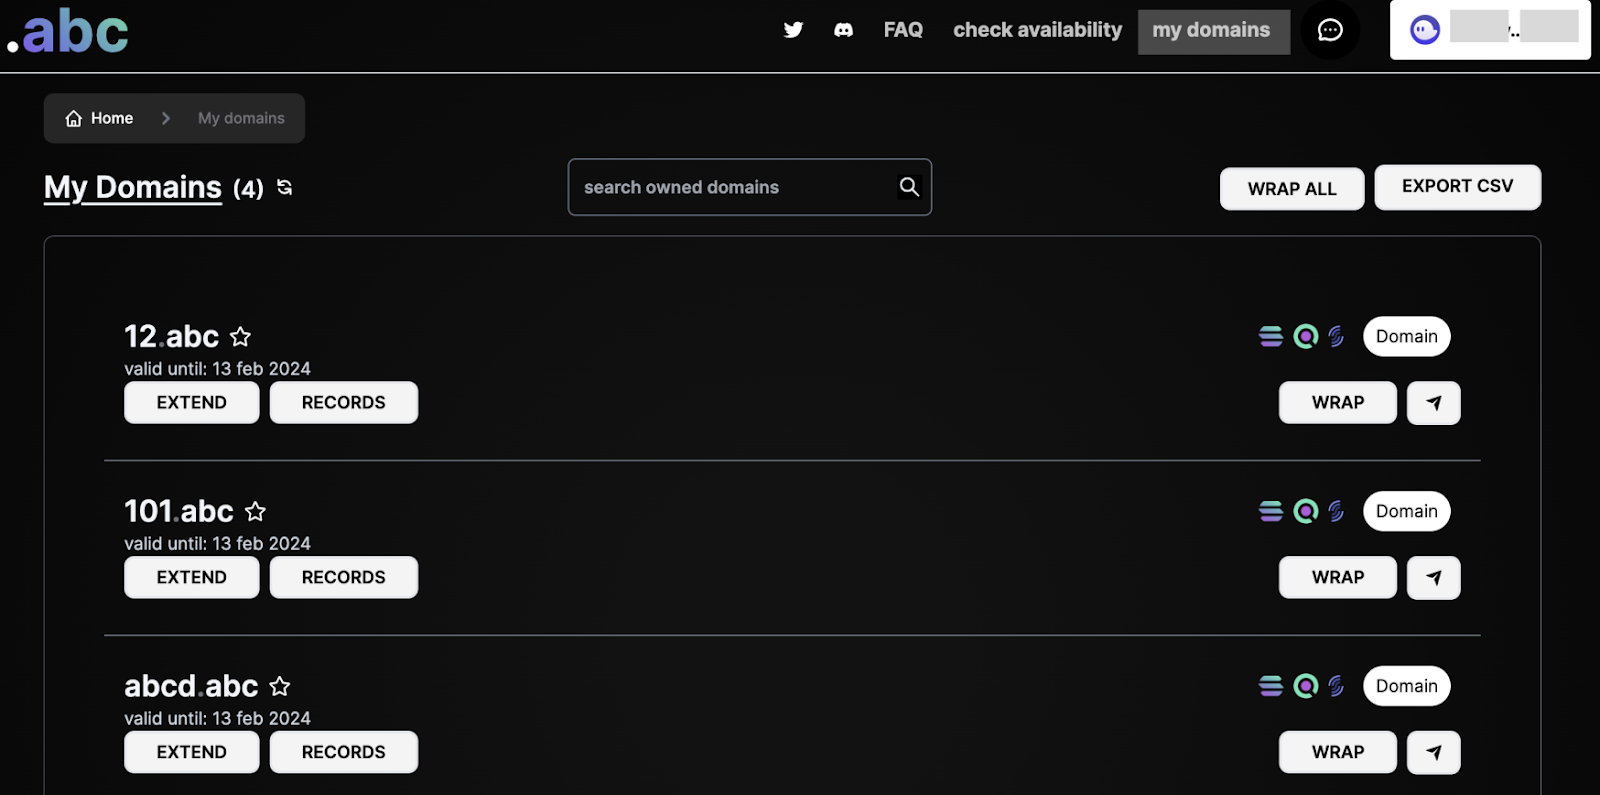 .abc
FAQ check availability my domains
Home > My domains
My Domains (4)
search owned domains
WRAP ALL EXPORT CSV
12.abc
Domain
valid until: 13 feb 2024
EXTEND RECORDS WRAP
101.abc
Domain
valid until: 13 feb 2024
EXTEND RECORDS WRAP
abcd.abc
Domain
valid until: 13 feb 2024
EXTEND RECORDS WRAP